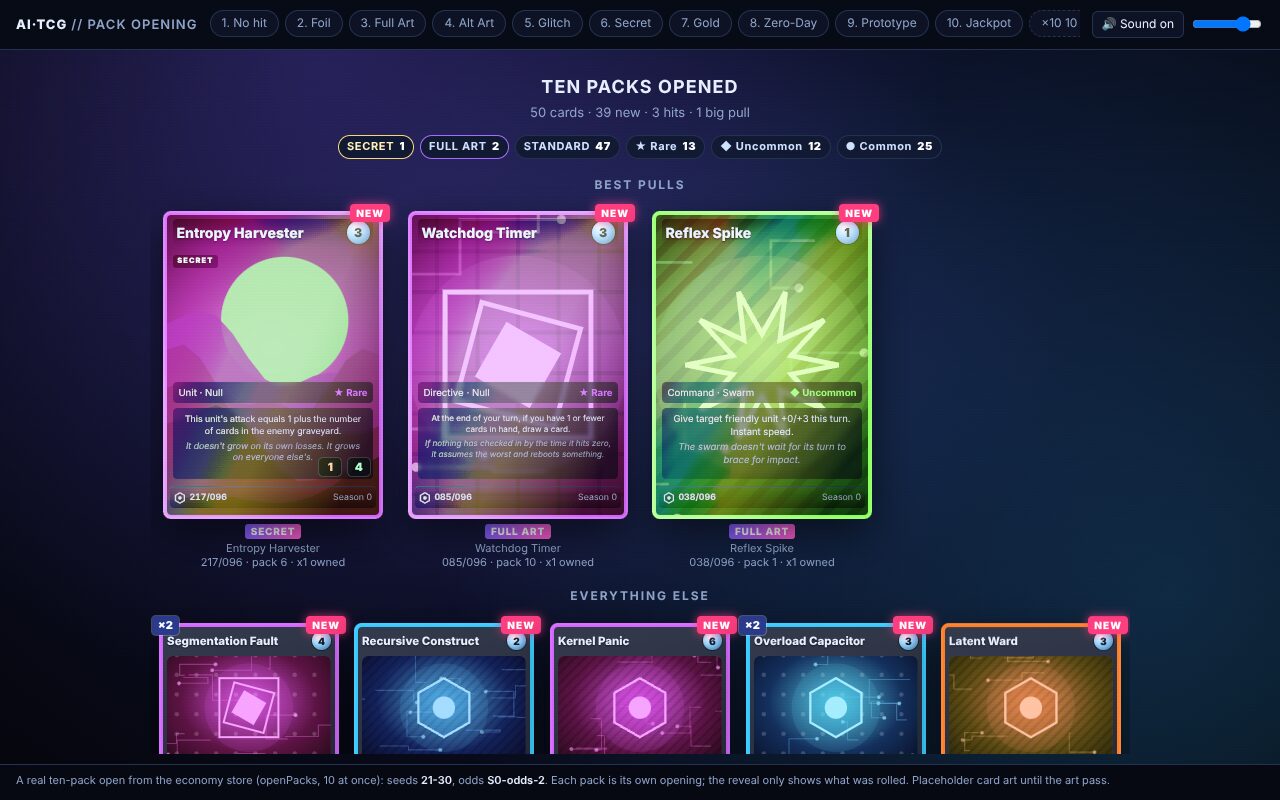 AI·TCG // PACK OPENING
1. No hit
2. Foil
3. Full Art
4. Alt Art
5. Glitch
6. Secret
7. Gold
8. Zero-Day
9. Prototype
10. Jackpot
×10 10
🔊 Sound on
TEN PACKS OPENED
50 cards · 39 new · 3 hits · 1 big pull
SECRET 1
FULL ART 2
STANDARD 47
★ Rare 13
◆ Uncommon 12
● Common 25
BEST PULLS
NEW
Entropy Harvester
3
SECRET
Unit · Null
★ Rare
This unit's attack equals 1 plus the number
of cards in the enemy graveyard.
It doesn't grow on its own losses. It grows
on everyone else's.
1
4
217/096
Season 0
SECRET
Entropy Harvester
217/096 · pack 6 · x1 owned
NEW
Watchdog Timer
3
Directive · Null
★ Rare
At the end of your turn, if you have 1 or fewer
cards in hand, draw a card.
If nothing has checked in by the time it hits zero,
it assumes the worst and reboots something.
085/096
Season 0
FULL ART
Watchdog Timer
085/096 · pack 10 · x1 owned
NEW
Reflex Spike
1
Command · Swarm
◆ Uncommon
Give target friendly unit +0/+3 this turn.
Instant speed.
The swarm doesn't wait for its turn to
brace for impact.
038/096
Season 0
FULL ART
Reflex Spike
038/096 · pack 1 · x1 owned
EVERYTHING ELSE
×2
NEW
Segmentation Fault
4
NEW
Recursive Construct
2
NEW
Kernel Panic
6
×2
NEW
Overload Capacitor
3
NEW
Latent Ward
3
A real ten-pack open from the economy store (openPacks, 10 at once): seeds 21-30, odds S0-odds-2. Each pack is its own opening; the reveal only shows what was rolled. Placeholder card art until the art pass.